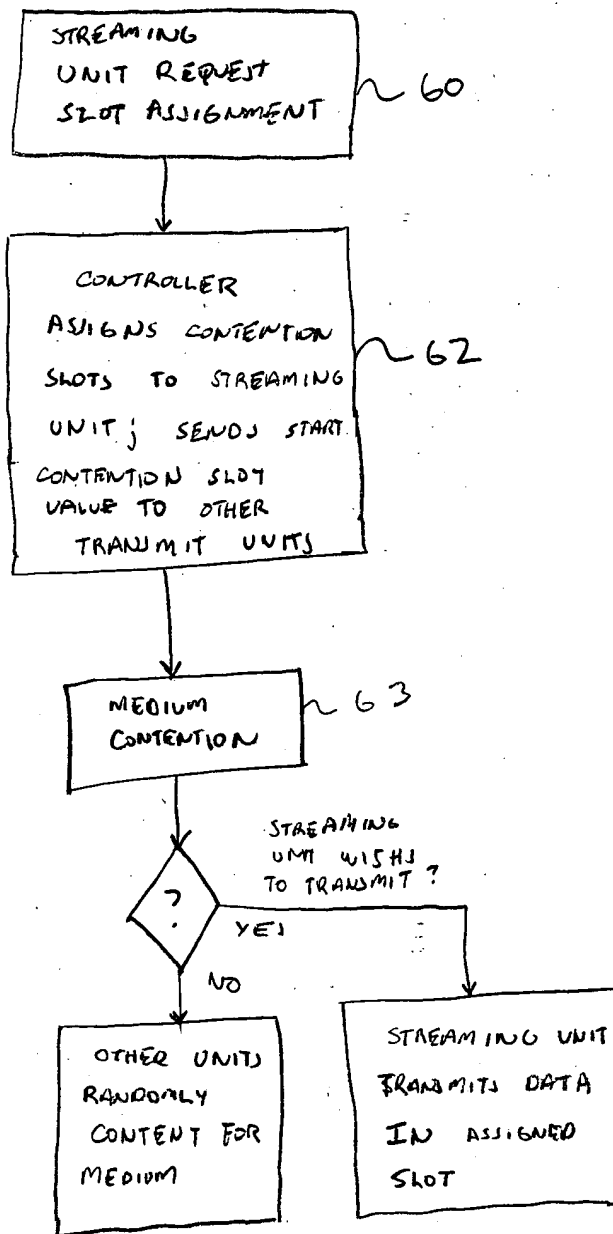 STREAMING
UNIT REQUEST
SLOT ASSIGNMENT
60
CONTROLLER
ASSIGNS CONTENTION
SLOTS TO STREAMING
UNIT; SENDS START
CONTENTION SLOT
VALUE TO OTHER
TRANSMIT UNITS
62
MEDIUM
CONTENTION
63
STREAMING
UNIT WISHS
TO TRANSMIT?
?
YES
NO
OTHER UNITS
RANDOMLY
CONTENT FOR
MEDIUM
STREAMING UNIT
TRANSMITS DATA
IN ASSIGNED
SLOT